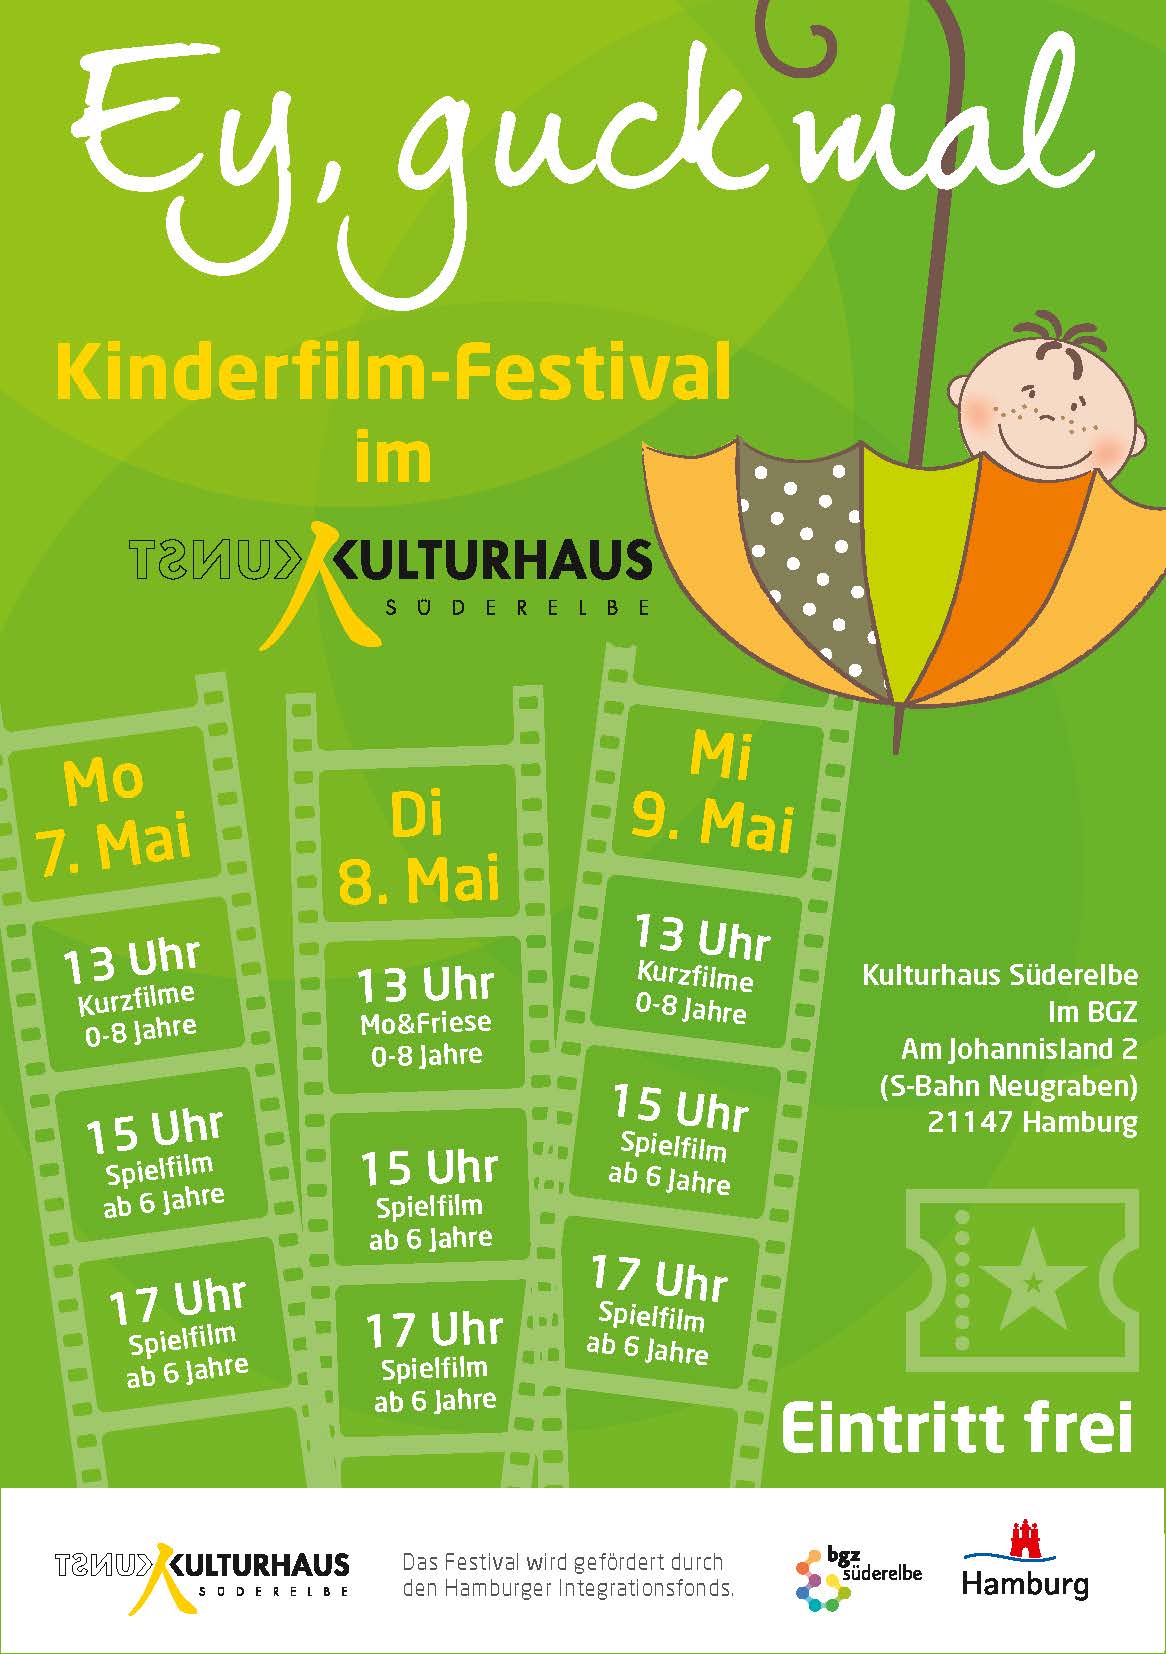 Ey, guck mal
Kinderfilm-Festival
im
KUNST KULTURHAUS
SÜDERELBE
Mo
7. Mai
13 Uhr
Kurzfilme
0-8 Jahre
15 Uhr
Spielfilm
ab 6 Jahre
17 Uhr
Spielfilm
ab 6 Jahre
Di
8. Mai
13 Uhr
Mo&Friese
0-8 Jahre
15 Uhr
Spielfilm
ab 6 Jahre
17 Uhr
Spielfilm
ab 6 Jahre
Mi
9. Mai
13 Uhr
Kurzfilme
0-8 Jahre
15 Uhr
Spielfilm
ab 6 Jahre
17 Uhr
Spielfilm
ab 6 Jahre
Kulturhaus Süderelbe
Im BGZ
Am Johannisland 2
(S-Bahn Neugraben)
21147 Hamburg
Eintritt frei
KUNST KULTURHAUS
SÜDERELBE
Das Festival wird gefördert durch
den Hamburger Integrationsfonds.
bgz
süderelbe
Hamburg